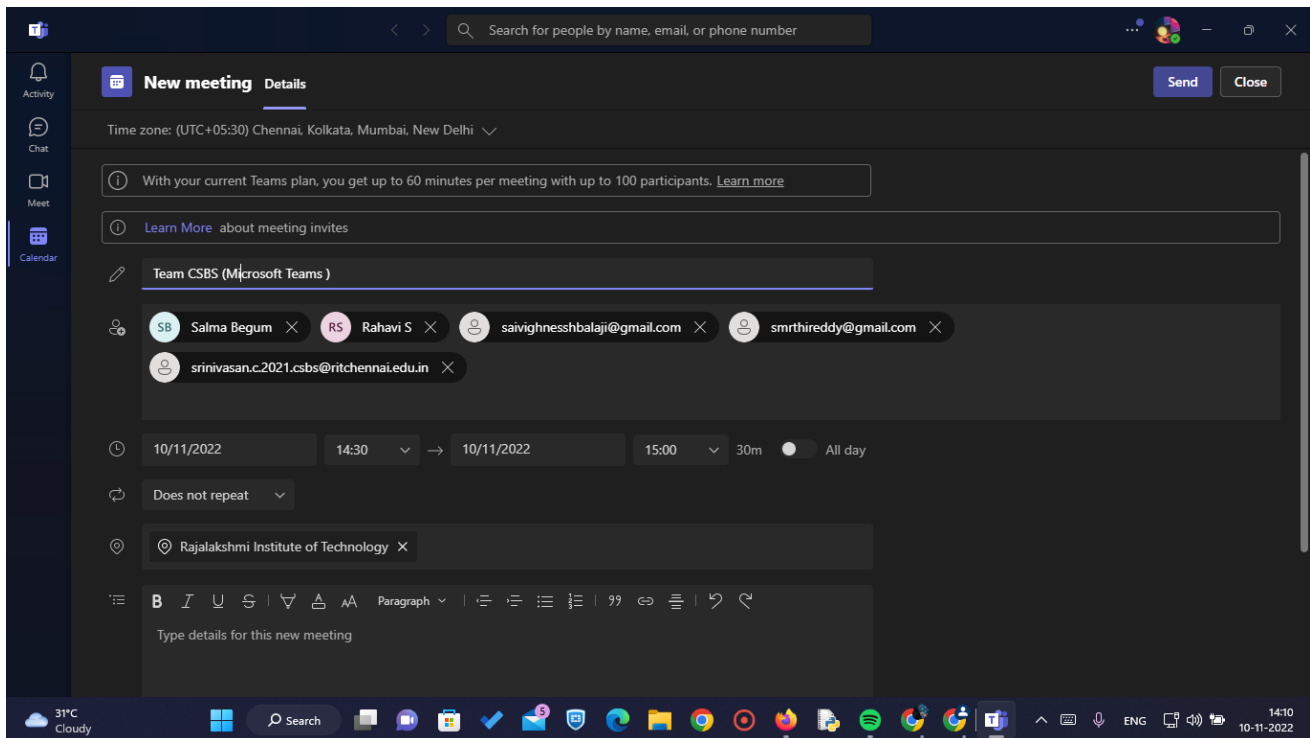 Search for people by name, email, or phone number
Activity
Chat
Meet
Calendar
New meeting Details
Send Close
Time zone: (UTC+05:30) Chennai, Kolkata, Mumbai, New Delhi
With your current Teams plan, you get up to 60 minutes per meeting with up to 100 participants. Learn more
Learn More about meeting invites
Team CSBS (Microsoft Teams )
SB Salma Begum RS Rahavi S saivighnesshbalaji@gmail.com smrthireddy@gmail.com
srinivasan.c.2021.csbs@ritchennai.edu.in
10/11/2022 14:30 → 10/11/2022 15:00 30m All day
Does not repeat
Rajalakshmi Institute of Technology
B I U S A AA Paragraph
Type details for this new meeting
31°C
Cloudy
Search
5
ENG
14:10
10-11-2022